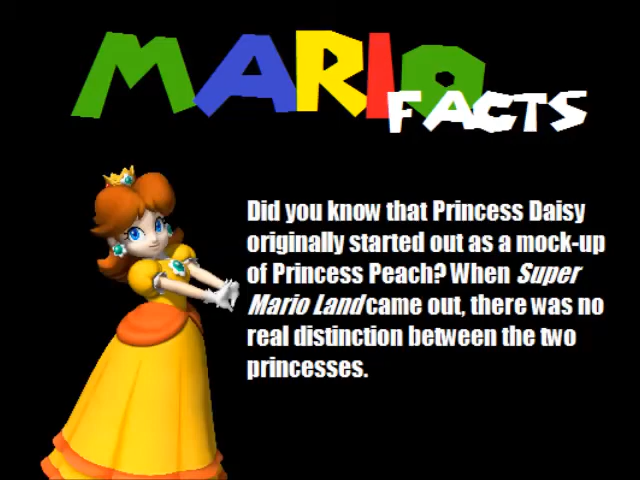 MARIO
FACTS
Did you know that Princess Daisy
originally started out as a mock-up
of Princess Peach? When Super
Mario Land came out, there was no
real distinction between the two
princesses.